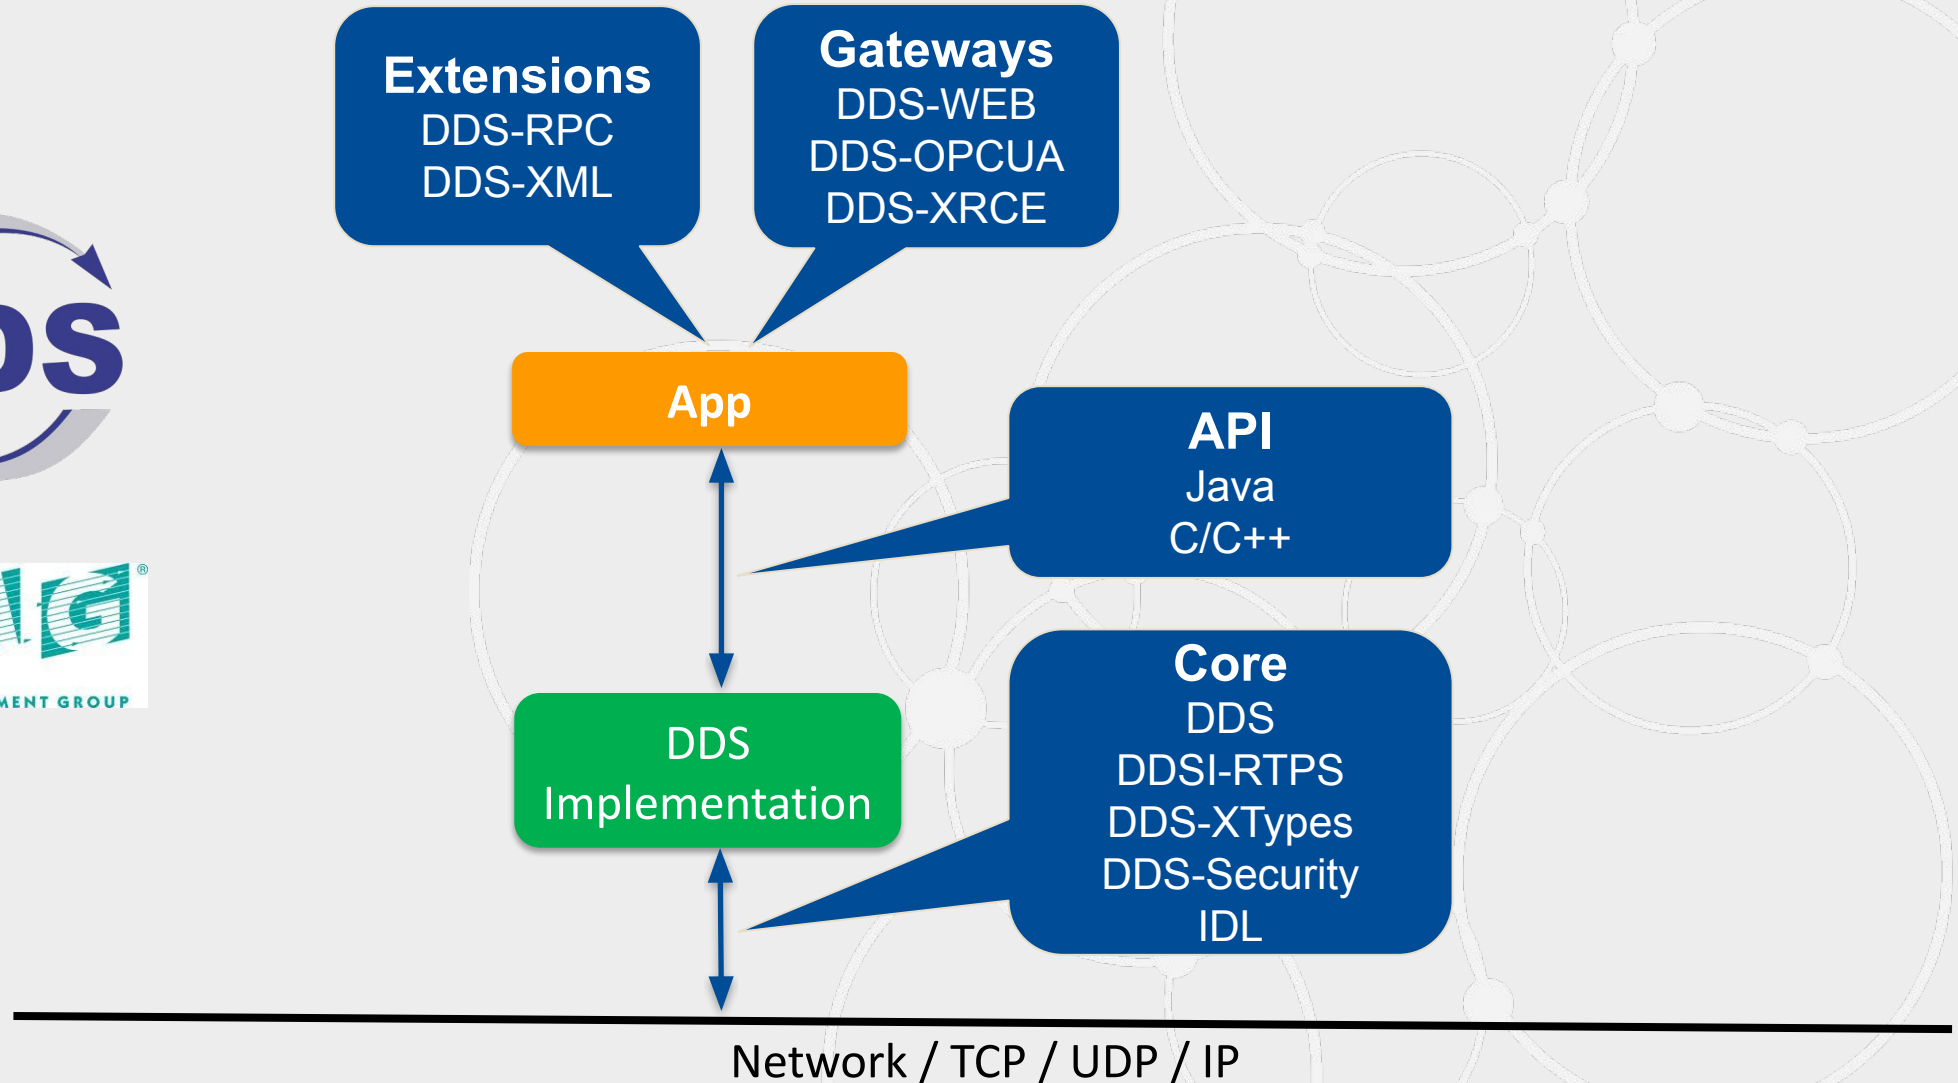 Extensions
DDS-RPC
DDS-XML
Gateways
DDS-WEB
DDS-OPCUA
DDS-XRCE
App
API
Java
C/C++
DDS
Implementation
Core
DDS
DDSI-RTPS
DDS-XTypes
DDS-Security
IDL
GROUP
Network / TCP / UDP / IP